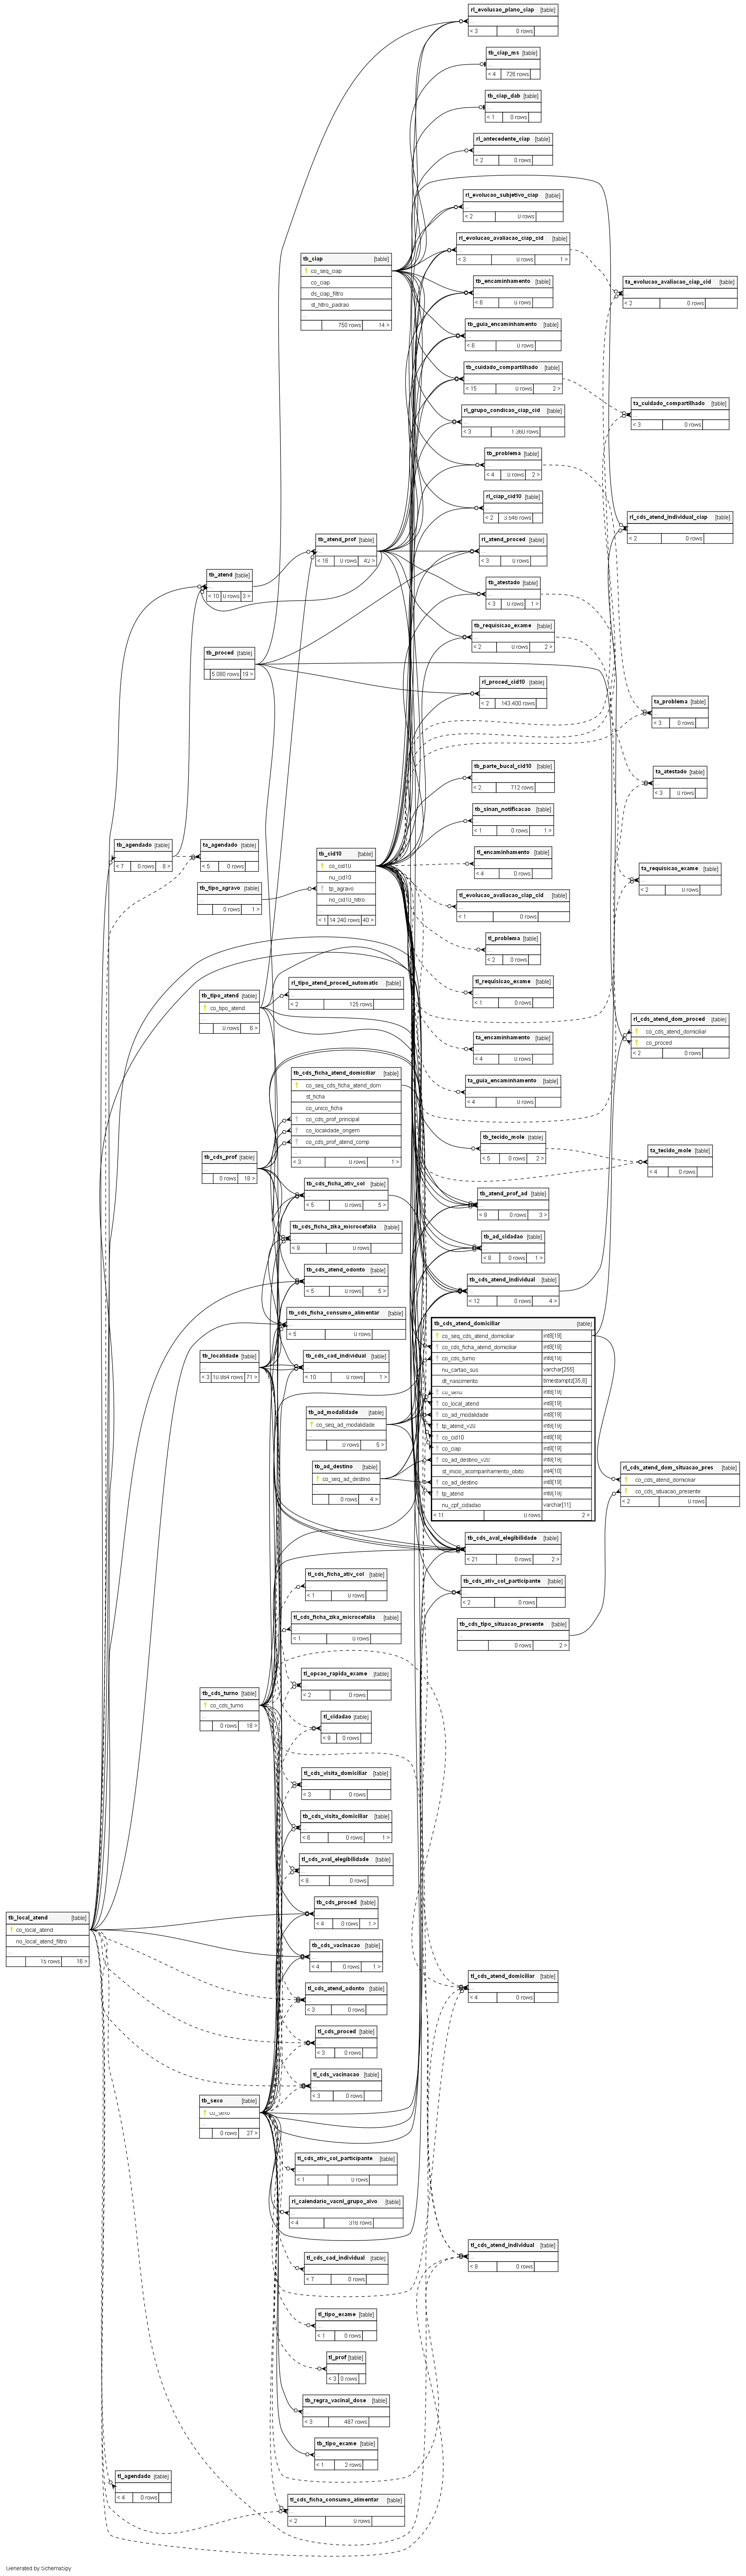 rl_evolucao_plano_ciap [table]
...
< 3 0 rows
tb_ciap_ms [table]
...
< 4 726 rows
tb_ciap_dab [table]
...
< 1 0 rows
rl_antecedente_ciap [table]
...
< 2 0 rows
rl_evolucao_subjetivo_ciap [table]
...
< 2 0 rows
rl_evolucao_avaliacao_ciap_cid [table]
...
< 3 0 rows 1 >
tb_ciap [table]
co_seq_ciap
co_ciap
ds_ciap_filtro
st_filtro_padrao
...
750 rows 14 >
tb_encaminhamento [table]
...
< 6 0 rows
ta_evolucao_avaliacao_ciap_cid [table]
...
< 2 0 rows
tb_guia_encaminhamento [table]
...
< 8 0 rows
tb_cuidado_compartilhado [table]
...
< 15 0 rows 2 >
ta_cuidado_compartilhado [table]
...
< 3 0 rows
rl_grupo_condicao_ciap_cid [table]
...
< 3 1.380 rows
tb_problema [table]
...
< 4 0 rows 2 >
rl_ciap_cid10 [table]
...
< 2 3.546 rows
rl_cds_atend_individual_ciap [table]
...
< 2 0 rows
tb_atend_prof [table]
...
< 16 0 rows 42 >
rl_atend_proced [table]
...
< 3 0 rows
tb_atend [table]
...
< 10 0 rows 3 >
tb_atestado [table]
...
< 3 0 rows 1 >
tb_requisicao_exame [table]
...
< 2 0 rows 2 >
tb_proced [table]
...
5.080 rows 19 >
rl_proced_cid10 [table]
...
< 2 143.400 rows
ta_problema [table]
...
< 3 0 rows
tb_parte_bucal_cid10 [table]
...
< 2 712 rows
ta_atestado [table]
...
< 3 0 rows
tb_sinan_notificacao [table]
...
< 1 0 rows 1 >
tb_agendado [table]
...
< 7 0 rows 8 >
ta_agendado [table]
...
< 5 0 rows
tb_cid10 [table]
co_cid10
nu_cid10
tp_agravo
no_cid10_filtro
...
< 1 14.240 rows 40 >
tl_encaminhamento [table]
...
< 4 0 rows
ta_requisicao_exame [table]
...
< 2 0 rows
tb_tipo_agravo [table]
...
0 rows 1 >
tl_evolucao_avaliacao_ciap_cid [table]
...
< 1 0 rows
tl_problema [table]
...
< 2 0 rows
tl_requisicao_exame [table]
...
< 1 0 rows
rl_tipo_atend_proced_automatic [table]
...
< 2 125 rows
tb_tipo_atend [table]
co_tipo_atend
...
0 rows 8 >
rl_cds_atend_dom_proced [table]
co_cds_atend_domiciliar
co_proced
< 2 0 rows
ta_encaminhamento [table]
...
< 4 0 rows
tb_cds_ficha_atend_domiciliar [table]
co_seq_cds_ficha_atend_dom
st_ficha
co_unico_ficha
co_cds_prof_principal
co_localidade_origem
co_cds_prof_atend_comp
...
< 3 0 rows 1 >
ta_guia_encaminhamento [table]
...
< 4 0 rows
tb_tecido_mole [table]
...
< 5 0 rows 2 >
ta_tecido_mole [table]
...
< 4 0 rows
tb_cds_prof [table]
...
0 rows 18 >
tb_cds_ficha_ativ_col [table]
...
< 5 0 rows 5 >
tb_atend_prof_ad [table]
...
< 9 0 rows 3 >
tb_cds_ficha_zika_microcefalia [table]
...
< 9 0 rows
tb_ad_cidadao [table]
...
< 8 0 rows 1 >
tb_cds_atend_odonto [table]
...
< 5 0 rows 5 >
tb_cds_atend_individual [table]
...
< 12 0 rows 4 >
tb_cds_ficha_consumo_alimentar [table]
...
< 5 0 rows
tb_cds_atend_domiciliar [table]
co_seq_cds_atend_domiciliar int8[19]
co_cds_ficha_atend_domiciliar int8[19]
co_cds_turno int8[19]
nu_cartao_sus varchar[255]
dt_nascimento timestamptz[35,6]
co_sexo int8[19]
co_local_atend int8[19]
co_ad_modalidade int8[19]
tp_atend_v20 int8[19]
co_cid10 int8[19]
co_ciap int8[19]
co_ad_destino_v20 int8[19]
st_inicio_acompanhamento_obito int4[10]
co_ad_destino int8[19]
tp_atend int8[19]
nu_cpf_cidadao varchar[11]
< 11 0 rows 2 >
tb_localidade [table]
...
< 3 10.864 rows 71 >
tb_cds_cad_individual [table]
...
< 10 0 rows 1 >
tb_ad_modalidade [table]
co_seq_ad_modalidade
...
0 rows 5 >
tb_ad_destino [table]
co_seq_ad_destino
...
0 rows 4 >
rl_cds_atend_dom_situacao_pres [table]
co_cds_atend_domiciliar
co_cds_situacao_presente
< 2 0 rows
tb_cds_aval_elegibilidade [table]
...
< 21 0 rows 2 >
tl_cds_ficha_ativ_col [table]
...
< 1 0 rows
tb_cds_ativ_col_participante [table]
...
< 2 0 rows
tl_cds_ficha_zika_microcefalia [table]
...
< 1 0 rows
tb_cds_tipo_situacao_presente [table]
...
0 rows 2 >
tl_opcao_rapida_exame [table]
...
< 2 0 rows
tb_cds_turno [table]
co_cds_turno
...
0 rows 18 >
tl_cidadao [table]
...
< 9 0 rows
tl_cds_visita_domiciliar [table]
...
< 3 0 rows
tb_cds_visita_domiciliar [table]
...
< 6 0 rows 1 >
tl_cds_aval_elegibilidade [table]
...
< 8 0 rows
tb_cds_proced [table]
...
< 4 0 rows 1 >
tb_local_atend [table]
co_local_atend
no_local_atend_filtro
...
15 rows 16 >
tb_cds_vacinacao [table]
...
< 4 0 rows 1 >
tl_cds_atend_odonto [table]
...
< 3 0 rows
tl_cds_atend_domiciliar [table]
...
< 4 0 rows
tl_cds_proced [table]
...
< 3 0 rows
tl_cds_vacinacao [table]
...
< 3 0 rows
tb_sexo [table]
co_sexo
...
0 rows 27 >
tl_cds_ativ_col_participante [table]
...
< 1 0 rows
rl_calendario_vacnl_grupo_alvo [table]
...
< 4 316 rows
tl_cds_cad_individual [table]
...
< 7 0 rows
tl_cds_atend_individual [table]
...
< 8 0 rows
tl_tipo_exame [table]
...
< 1 0 rows
tl_prof [table]
...
< 3 0 rows
tb_regra_vacinal_dose [table]
...
< 3 487 rows
tb_tipo_exame [table]
...
< 1 2 rows
tl_agendado [table]
...
< 4 0 rows
tl_cds_ficha_consumo_alimentar [table]
...
< 2 0 rows
Generated by SchemaSpy